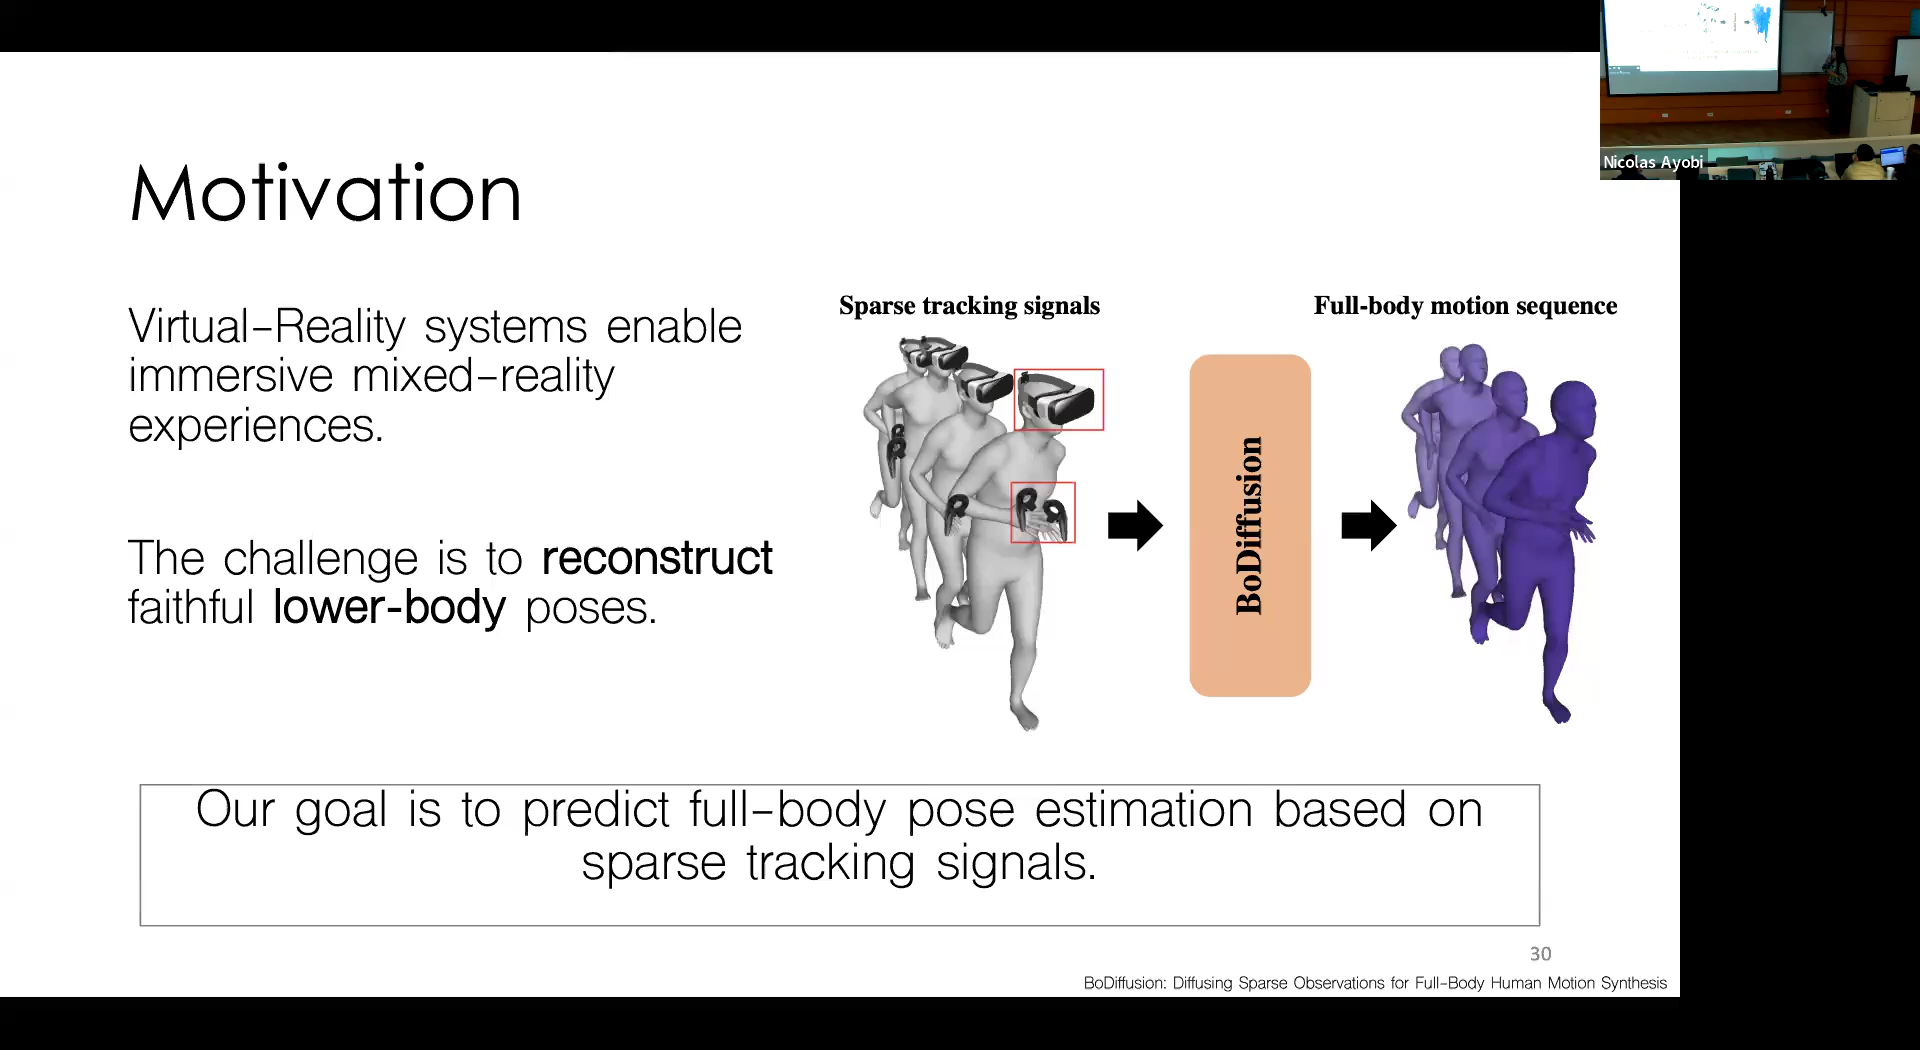 Motivation
Virtual-Reality systems enable
immersive mixed-reality
experiences.
The challenge is to reconstruct
faithful lower-body poses.
Sparse tracking signals
Full-body motion sequence
BoDiffusion
Our goal is to predict full-body pose estimation based on
sparse tracking signals.
30
BoDiffusion: Diffusing Sparse Observations for Full-Body Human Motion Synthesis
Nicolas Ayobi